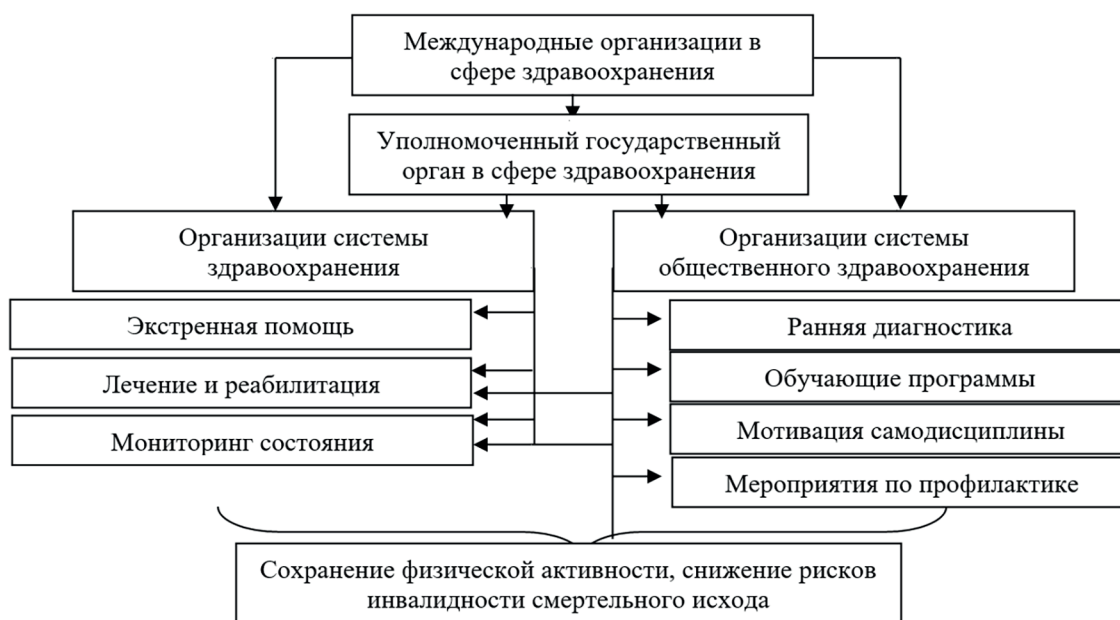 Международные организации в
сфере здравоохранения
Уполномоченный государственный
орган в сфере здравоохранения
Организации системы
здравоохранения
Организации системы
общественного здравоохранения
Экстренная помощь
Лечение и реабилитация
Мониторинг состояния
Ранняя диагностика
Обучающие программы
Мотивация самодисциплины
Мероприятия по профилактике
Сохранение физической активности, снижение рисков
инвалидности смертельного исхода